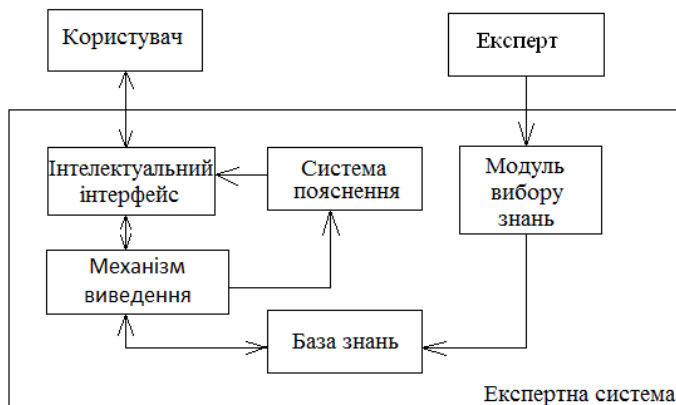 Користувач
Експерт
Інтелектуальний
інтерфейс
Система
пояснення
Модуль
вибору
знань
Механізм
виведення
База знань
Експертна система